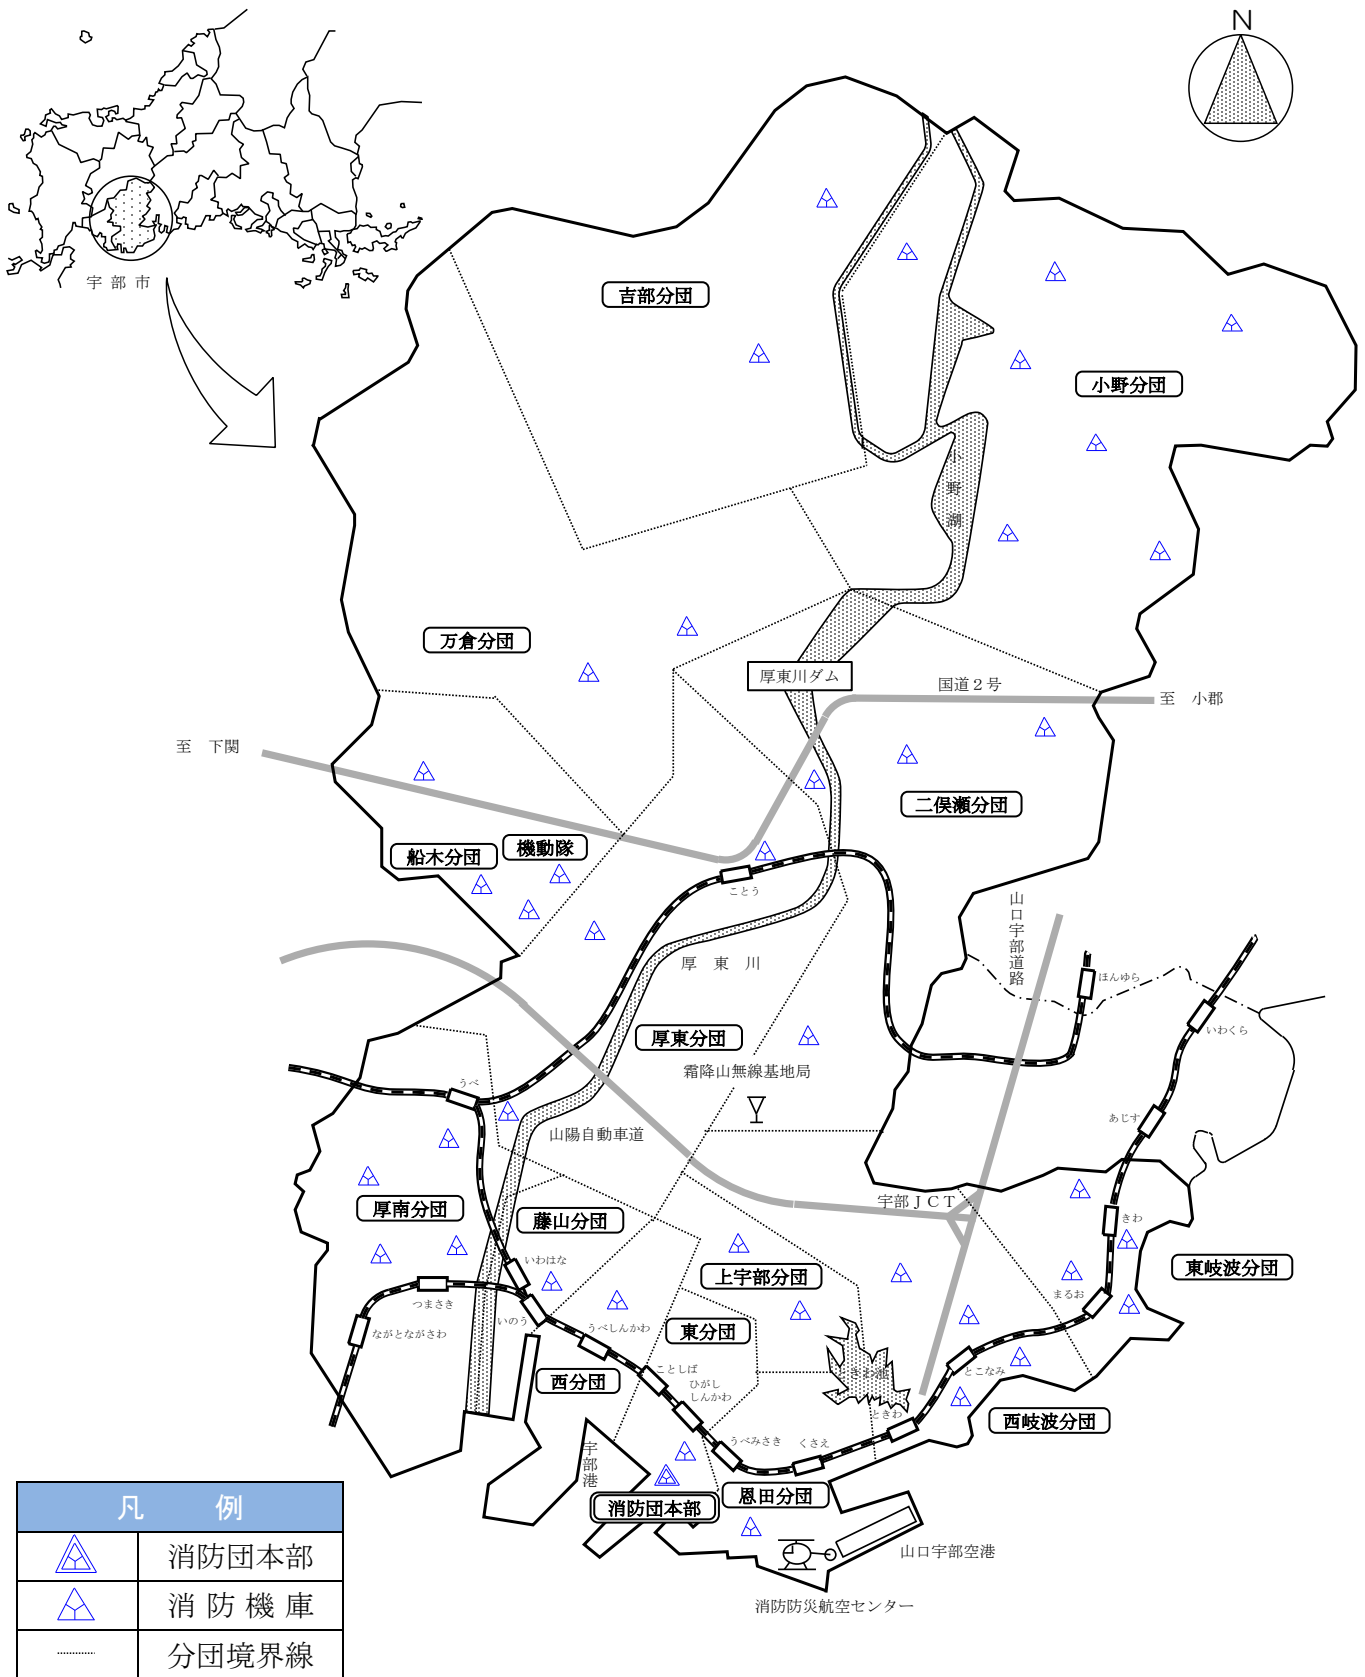 N
宇部市
吉部分団
小野分団
小野湖
万倉分団
厚東川ダム
国道２号
至 小郡
至 下関
二俣瀬分団
船木分団
機動隊
ことう
山口宇部道路
厚東川
ほんゆら
いわくら
厚東分団
霜降山無線基地局
うべ
あじす
山陽自動車道
宇部ＪＣＴ
厚南分団
藤山分団
きわ
東岐波分団
いわはな
上宇部分団
まるお
つまさき
いのう
うべしんかわ
東分団
ながとながさわ
ことしば
とこなみ
西分団
ひがし
しんかわ
ときわ
西岐波分団
うべみさき
くさえ
宇部港
恩田分団
消防団本部
山口宇部空港
消防防災航空センター
凡 例
消防団本部
消防機庫
分団境界線